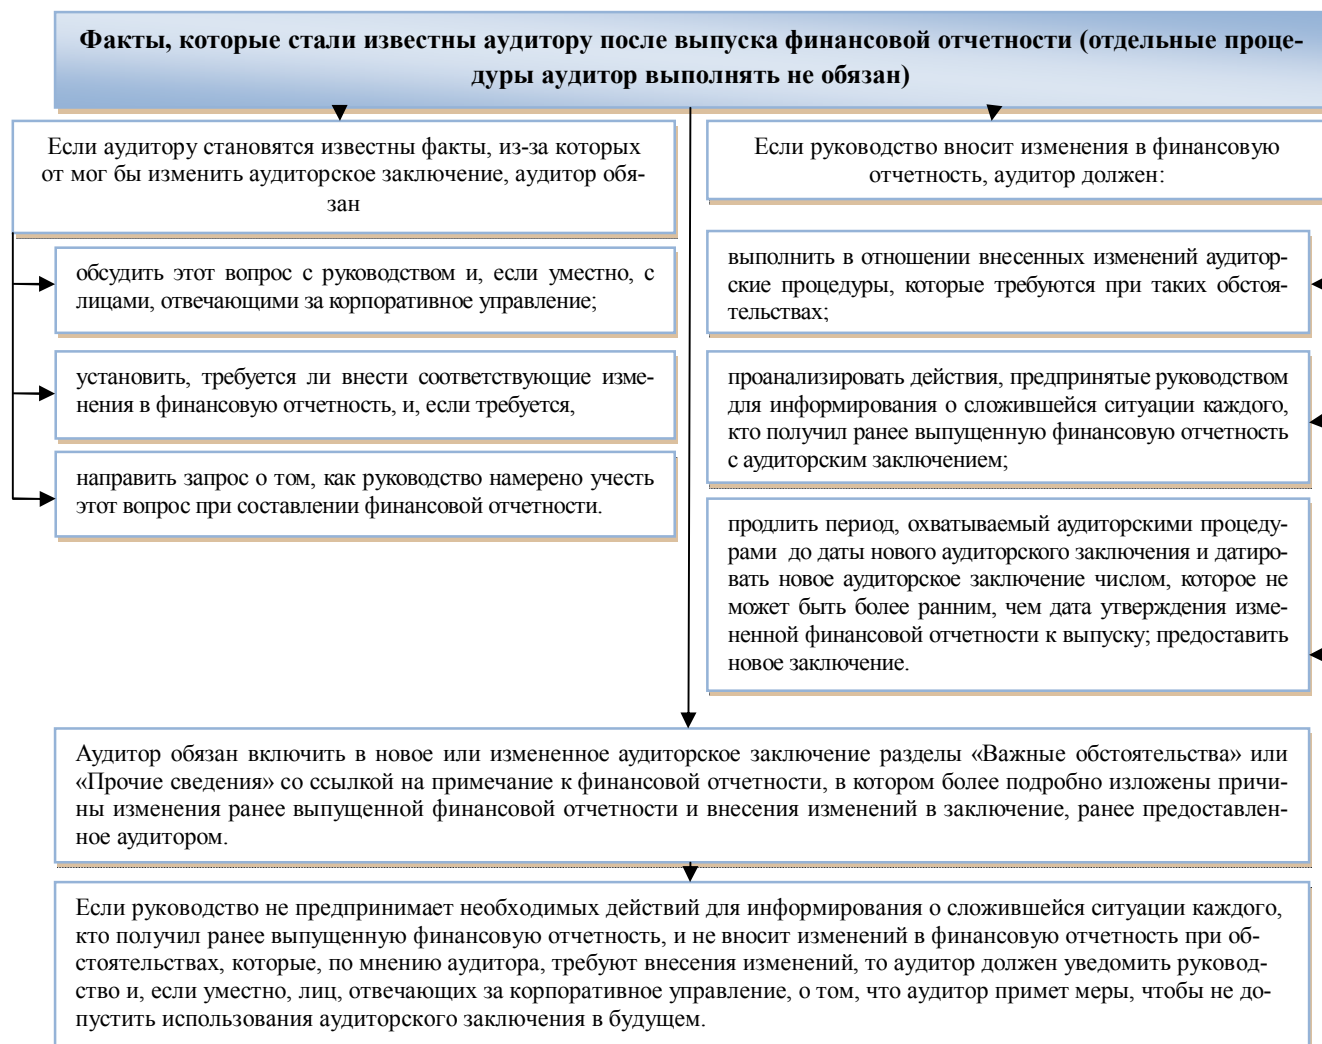 Факты, которые стали известны аудитору после выпуска финансовой отчетности (отдельные проце-
дуры аудитор выполнять не обязан)
Если аудитору становятся известны факты, из-за которых
от мог бы изменить аудиторское заключение, аудитор обя-
зан
обсудить этот вопрос с руководством и, если уместно, с
лицами, отвечающими за корпоративное управление;
установить, требуется ли внести соответствующие изме-
нения в финансовую отчетность, и, если требуется,
направить запрос о том, как руководство намерено учесть
этот вопрос при составлении финансовой отчетности.
Если руководство вносит изменения в финансовую
отчетность, аудитор должен:
выполнить в отношении внесенных изменений аудитор-
ские процедуры, которые требуются при таких обстоя-
тельствах;
проанализировать действия, предпринятые руководством
для информирования о сложившейся ситуации каждого,
кто получил ранее выпущенную финансовую отчетность
с аудиторским заключением;
продлить период, охватываемый аудиторскими процеду-
рами до даты нового аудиторского заключения и датиро-
вать новое аудиторское заключение числом, которое не
может быть более ранним, чем дата утверждения изме-
ненной финансовой отчетности к выпуску; предоставить
новое заключение.
Аудитор обязан включить в новое или измененное аудиторское заключение разделы «Важные обстоятельства» или
«Прочие сведения» со ссылкой на примечание к финансовой отчетности, в котором более подробно изложены причи-
ны изменения ранее выпущенной финансовой отчетности и внесения изменений в заключение, ранее предоставлен-
ное аудитором.
Если руководство не предпринимает необходимых действий для информирования о сложившейся ситуации каждого,
кто получил ранее выпущенную финансовую отчетность, и не вносит изменений в финансовую отчетность при об-
стоятельствах, которые, по мнению аудитора, требуют внесения изменений, то аудитор должен уведомить руковод-
ство и, если уместно, лиц, отвечающих за корпоративное управление, о том, что аудитор примет меры, чтобы не до-
пустить использования аудиторского заключения в будущем.